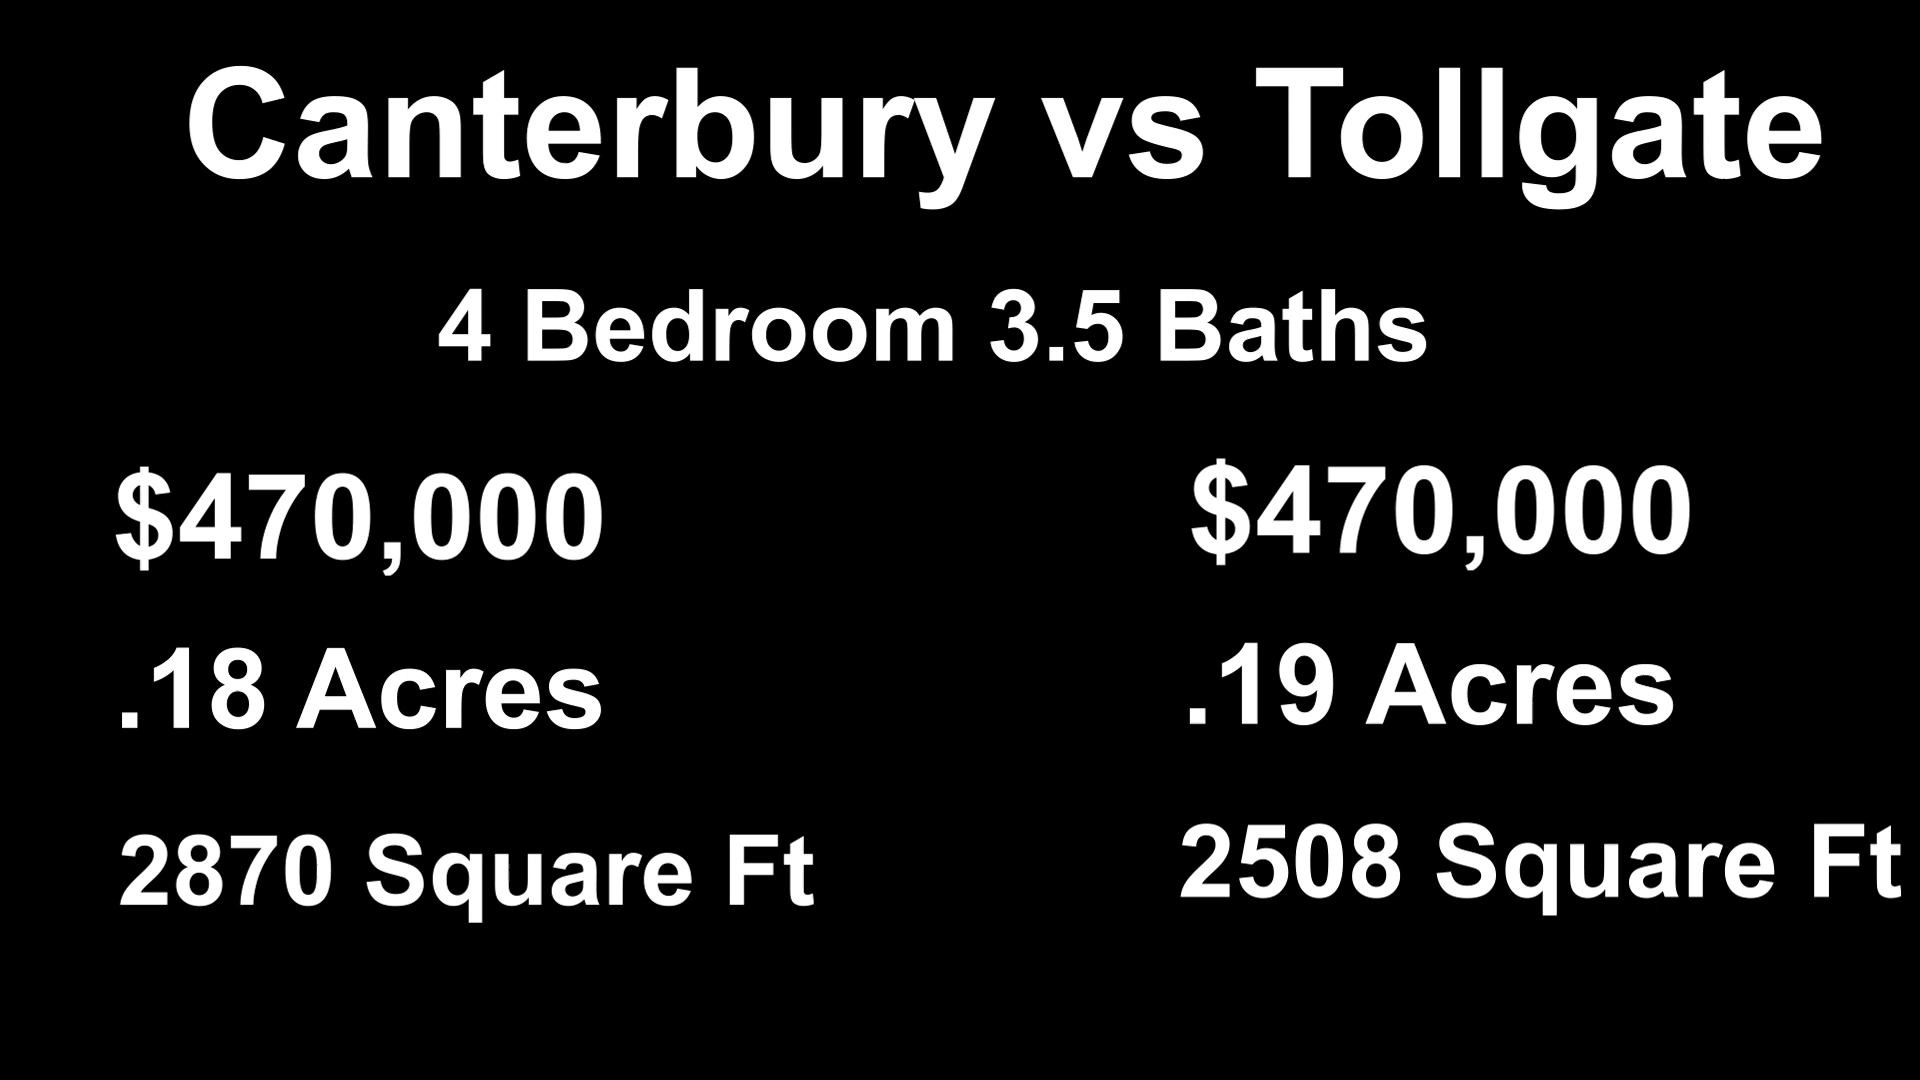 Canterbury vs Tollgate
4 Bedroom 3.5 Baths
$470,000
$470,000
.18 Acres
.19 Acres
2870 Square Ft
2508 Square Ft